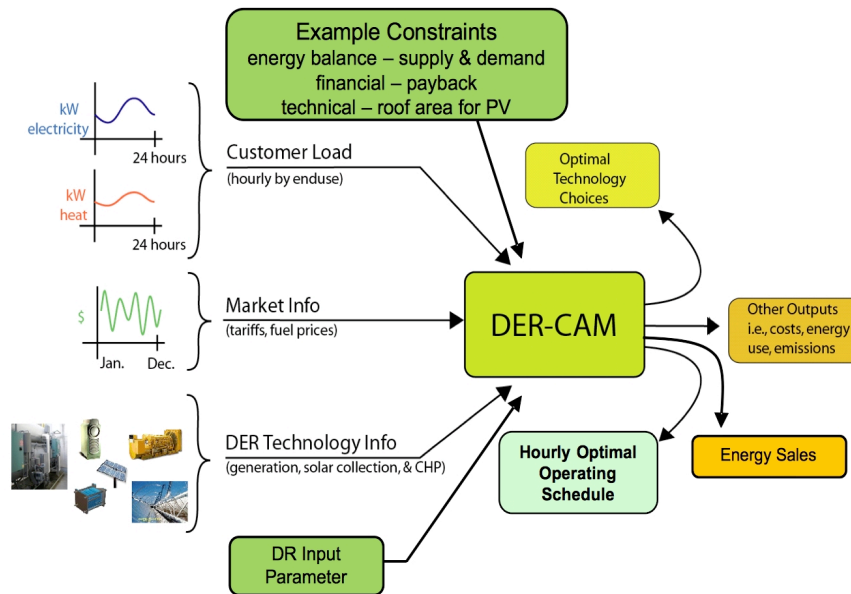 Example Constraints
energy balance – supply & demand
financial – payback
technical – roof area for PV
kW
electricity
24 hours
kW
heat
24 hours
Customer Load
(hourly by enduse)
Optimal
Technology
Choices
$
Jan.
Dec.
Market Info
(tariffs, fuel prices)
DER-CAM
Other Outputs
i.e., costs, energy
use, emissions
DER Technology Info
(generation, solar collection, & CHP)
Hourly Optimal
Operating
Schedule
Energy Sales
DR Input
Parameter